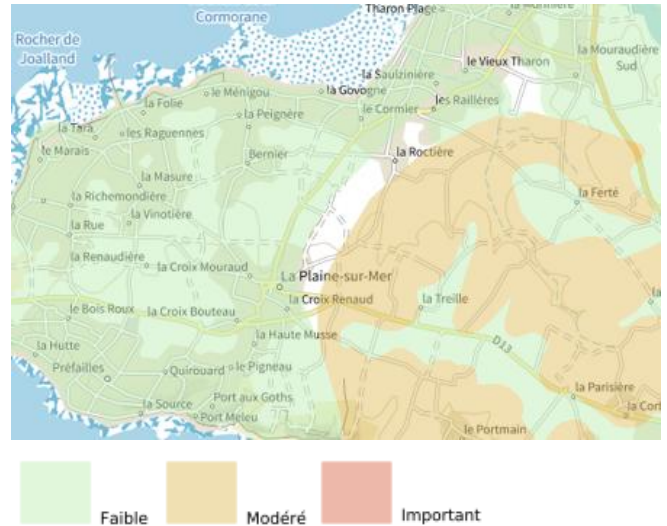 Cormorane
Tharon Plage
Rocher de
Joalland
le Vieux Tharon
la Mouraudière
Sud
la Saulzinière
le Ménigou
la Govogne
la Folie
les Raillères
la Peignère
le Cormier
la Tara
les Raguennes
le Marais
Bernier
la Roctière
la Masure
la Richemondière
la Ferté
la Vinotière
la Rue
la Renaudière
la Croix Mouraud
La Plaine-sur-Mer
la Croix Renaud
la Treille
le Bois Roux
la Croix Bouteau
la Haute Musse
D13
la Hutte
Préfailles
Quirouard
le Pigneau
la Parisière
Port aux Goths
la Source
Port Meleu
le Portmain
Faible
Modéré
Important